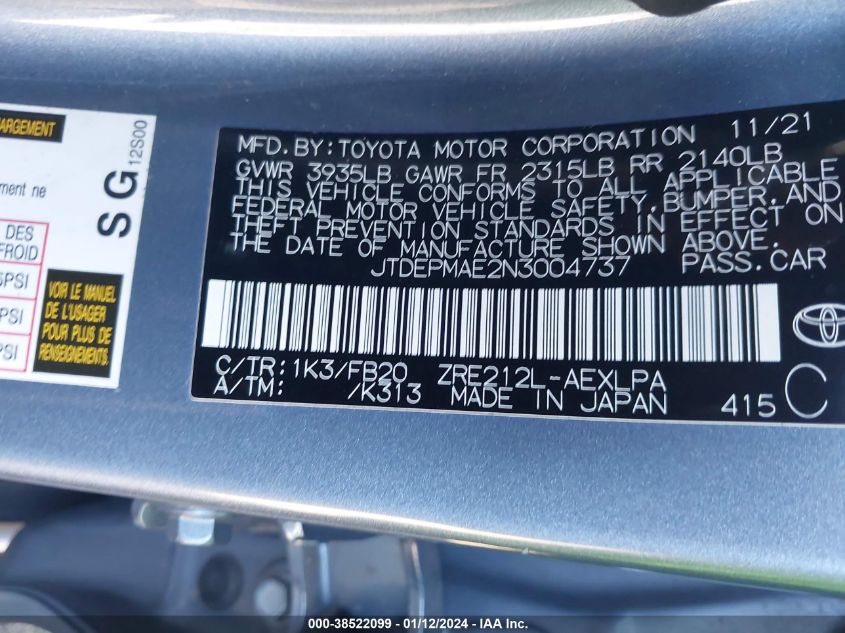 HARGEMENT
ement ne
S G 12S00
DES
FROID
PSI
PSI
PSI
VOIR LE MANUEL
DE L'USAGER
POUR PLUS DE
RENSEIGNEMENTS
MFD.BY:TOYOTA MOTOR CORPORATION 11/21
GVWR 3935LB GAWR FR 2315LB RR 2140LB
THIS VEHICLE CONFORMS TO ALL APPLICABLE
FEDERAL MOTOR VEHICLE SAFETY,BUMPER,AND
THEFT PREVENTION STANDARDS IN EFFECT ON
THE DATE OF MANUFACTURE SHOWN ABOVE.
JTDEPMAE2N3004737 PASS.CAR
C/TR:1K3/FB20 ZRE212L-AEXLPA
A/TM: /K313 MADE IN JAPAN 415 C
000-38522099 - 01/12/2024 - IAA Inc.